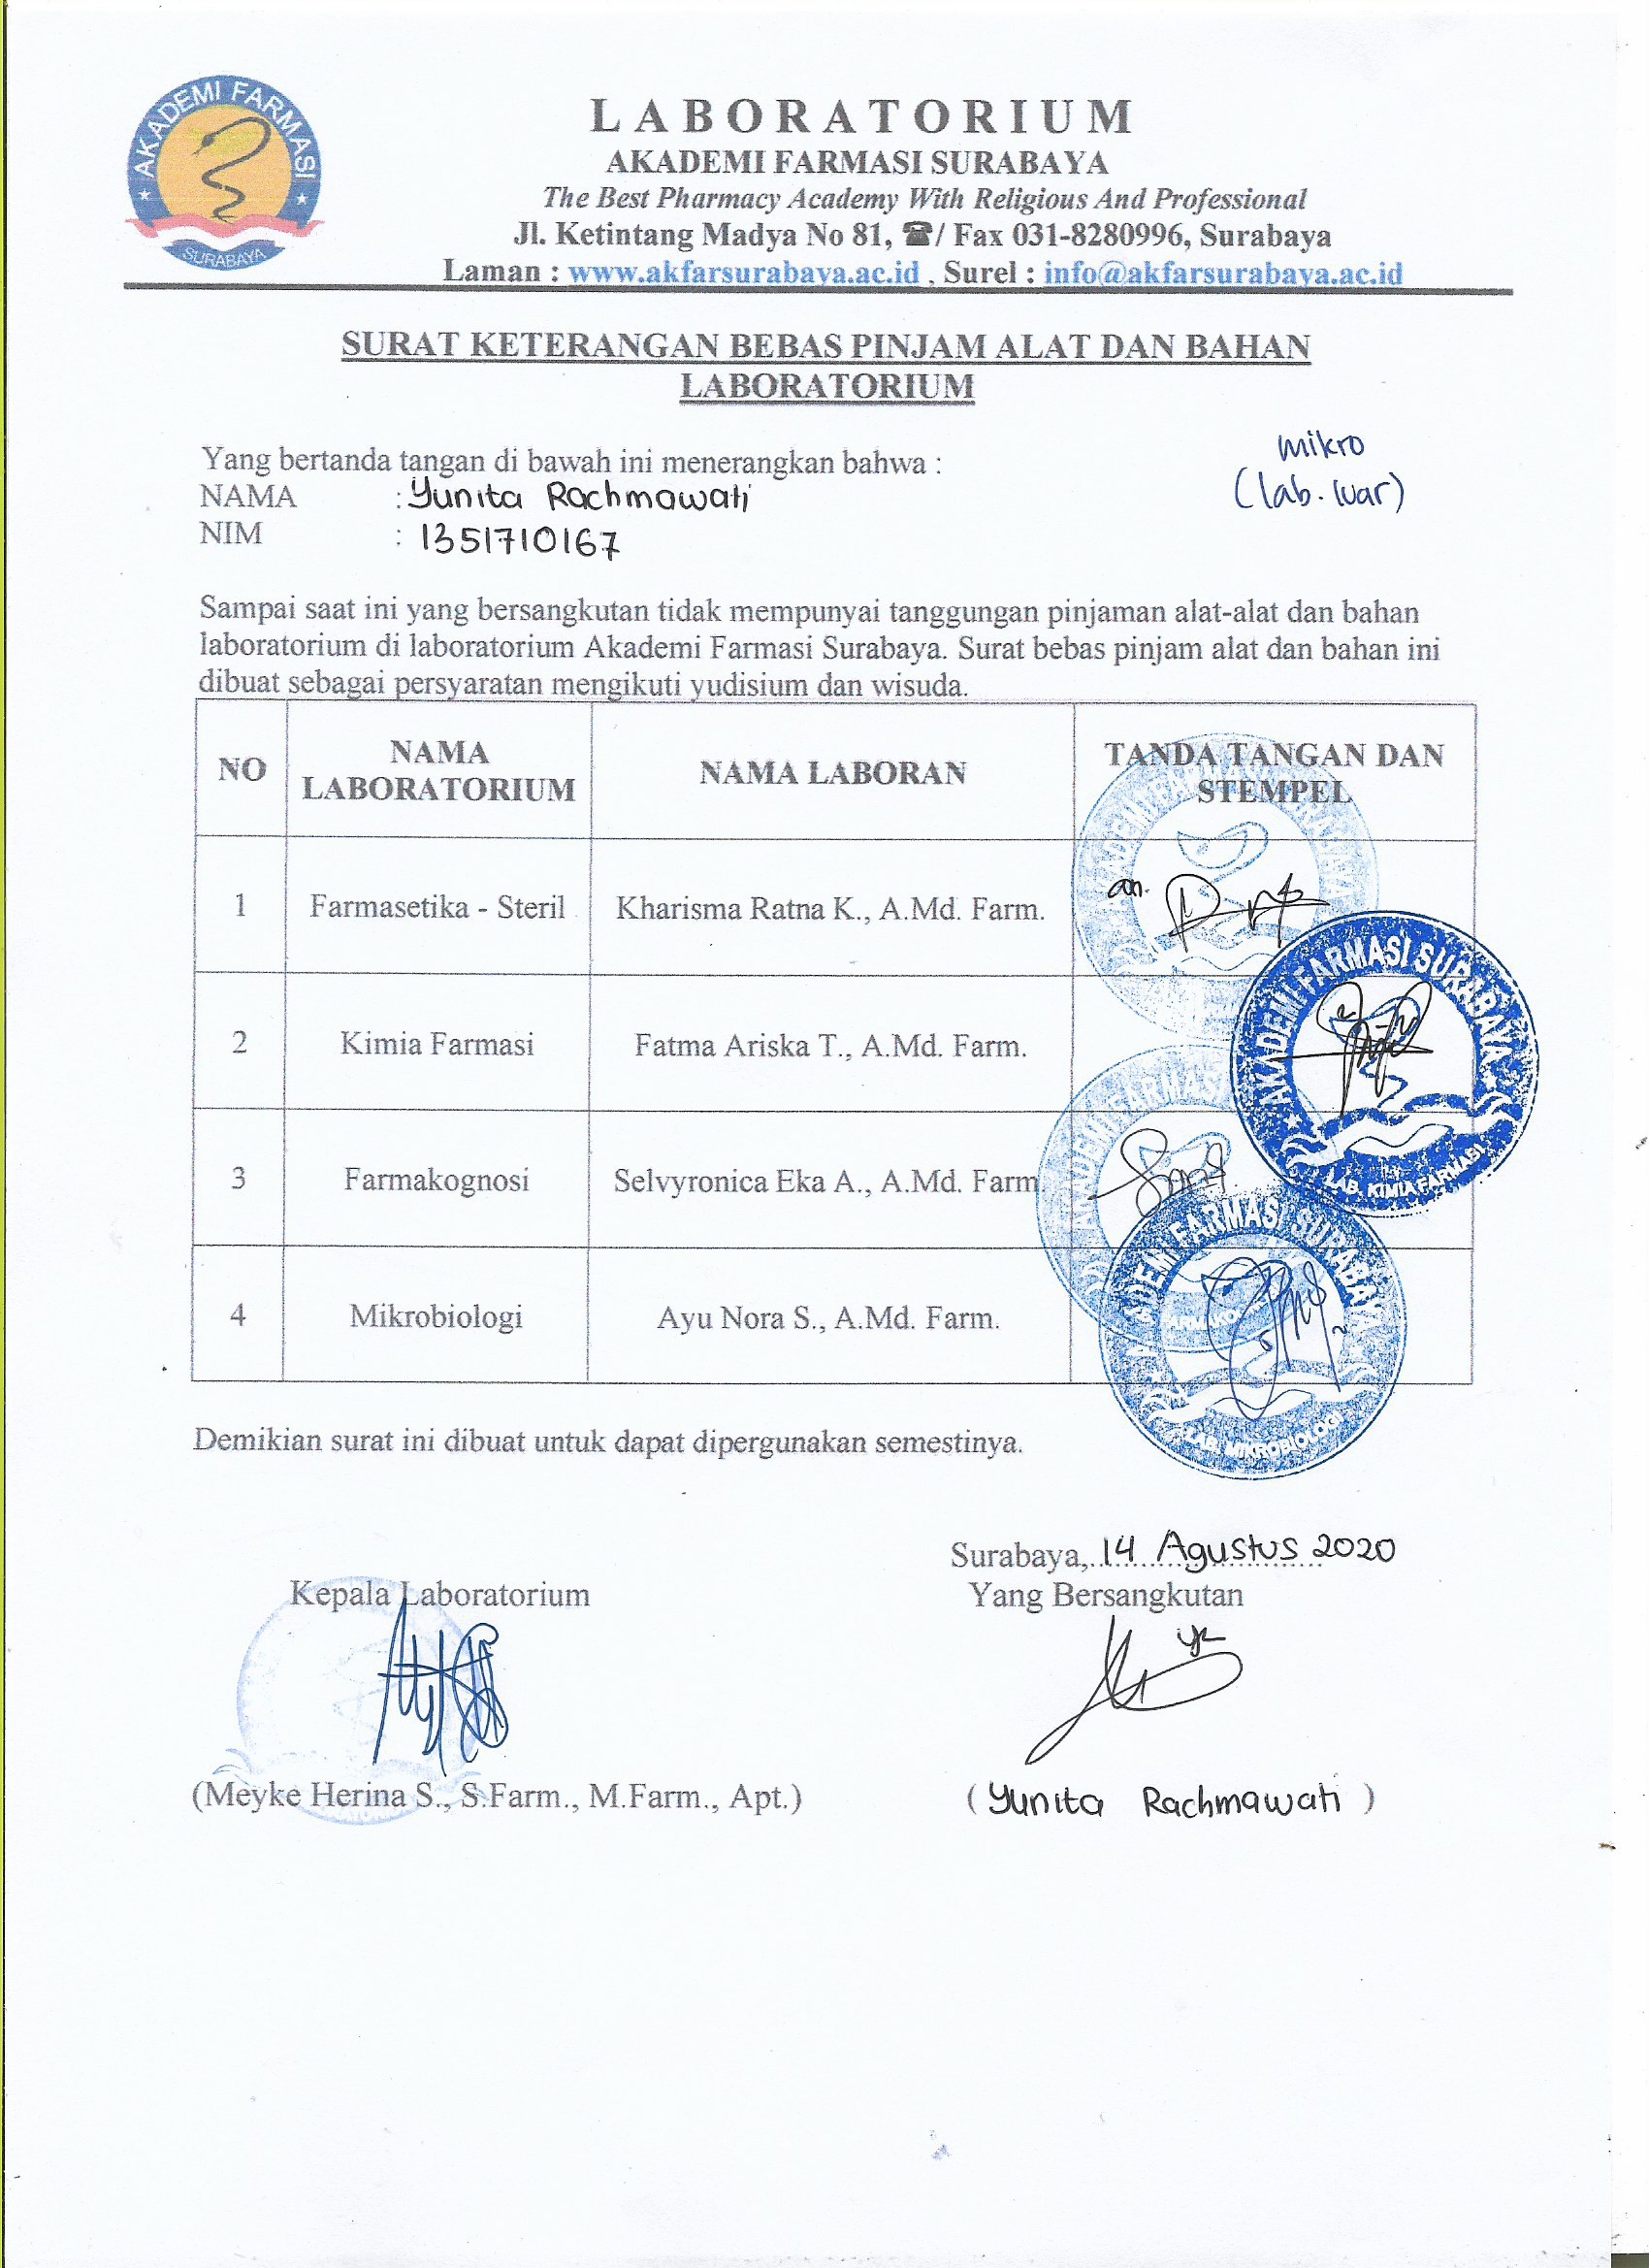 AKADEMI FARMASI
SURABAYA
LABORATORIUM
AKADEMI FARMASI SURABAYA
The Best Pharmacy Academy With Religious And Professional
Jl. Ketintang Madya No 81, ☎/ Fax 031-8280996, Surabaya
Laman : www.akfarsurabaya.ac.id , Surel : info@akfarsurabaya.ac.id
SURAT KETERANGAN BEBAS PINJAM ALAT DAN BAHAN
LABORATORIUM
mikro
(lab. luar)
Yang bertanda tangan di bawah ini menerangkan bahwa :
NAMA : Yunita Rachmawati
NIM : 1351710167
Sampai saat ini yang bersangkutan tidak mempunyai tanggungan pinjaman alat-alat dan bahan
laboratorium di laboratorium Akademi Farmasi Surabaya. Surat bebas pinjam alat dan bahan ini
dibuat sebagai persyaratan mengikuti yudisium dan wisuda.
NO NAMA LABORATORIUM NAMA LABORAN TANDA TANGAN DAN STEMPEL
1 Farmasetika - Steril Kharisma Ratna K., A.Md. Farm. an.
2 Kimia Farmasi Fatma Ariska T., A.Md. Farm.
AKADEMI FARMASI SURABAYA
LAB. KIMIA FARMASI
3 Farmakognosi Selvyronica Eka A., A.Md. Farm
AKADEMI FARMASI
4 Mikrobiologi Ayu Nora S., A.Md. Farm.
ADEMI FARMASI SURABAYA
LAB. MIKROBIOLOGI
Demikian surat ini dibuat untuk dapat dipergunakan semestinya.
Surabaya, 14 Agustus 2020
Kepala Laboratorium Yang Bersangkutan
(Meyke Herina S., S.Farm., M.Farm., Apt.) (Yunita Rachmawati)